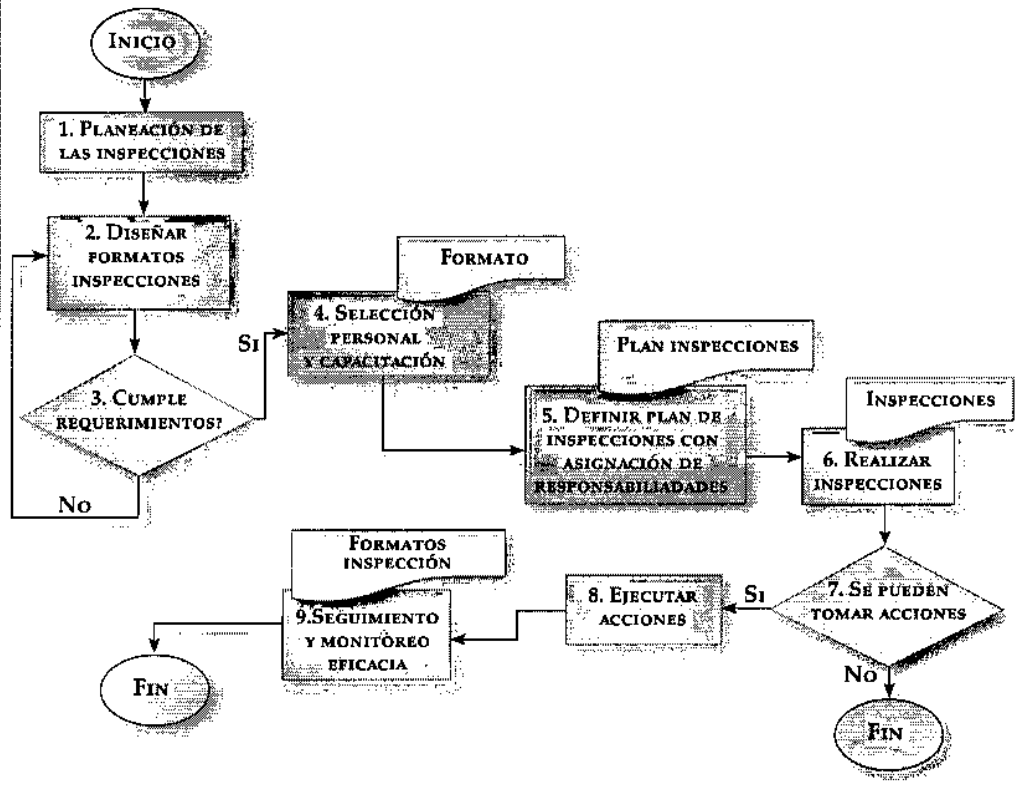 INICIO
1. PLANEACIÓN DE
LAS INSPECCIONES
2. DISEÑAR
FORMATOS
INSPECCIONES
3. CUMPLE
REQUERIMIENTOS?
NO
SI
FORMATO
4. SELECCIÓN
PERSONAL
Y CAPACITACIÓN
PLAN INSPECCIONES
5. DEFINIR PLAN DE
INSPECCIONES CON
ASIGNACIÓN DE
RESPONSABILIADADES
INSPECCIONES
6. REALIZAR
INSPECCIONES
7. SE PUEDEN
TOMAR ACCIONES
SI
NO
FIN
8. EJECUTAR
ACCIONES
FORMATOS
INSPECCIÓN
9.SEGUIMIENTO
Y MONITOREO
EFICACIA
FIN